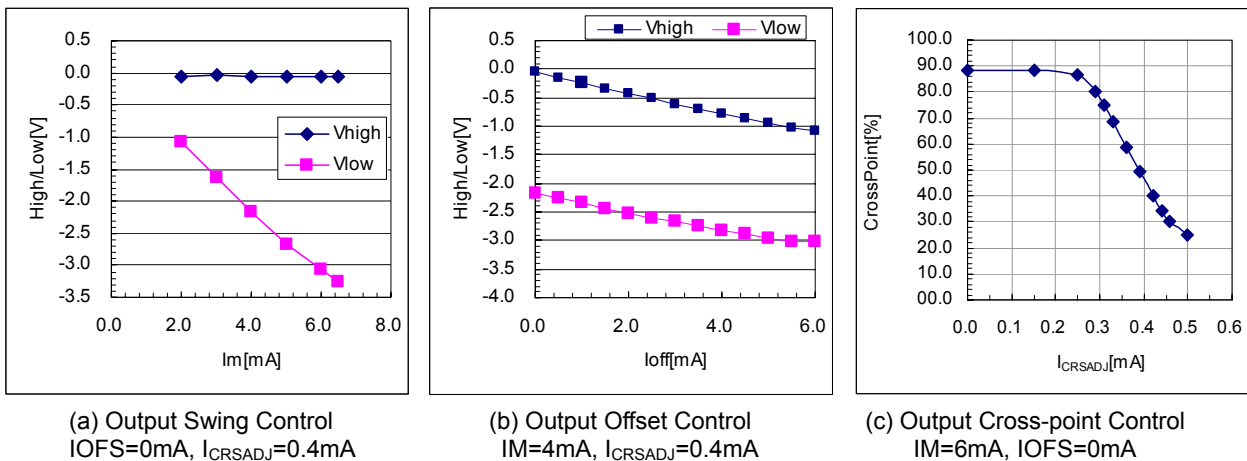 0.5
0.0
−0.5
−1.0
−1.5
−2.0
−2.5
−3.0
−3.5
High/Low[V]
Vhigh
Vlow
0.0 2.0 4.0 6.0 8.0
Im[mA]
(a) Output Swing Control
IOFS=0mA, ICRSADJ=0.4mA
Vhigh Vlow
0.5
0.0
−0.5
−1.0
−1.5
−2.0
−2.5
−3.0
−3.5
−4.0
High/Low[V]
0.0 2.0 4.0 6.0
Ioff[mA]
(b) Output Offset Control
IM=4mA, ICRSADJ=0.4mA
100.0
90.0
80.0
70.0
60.0
50.0
40.0
30.0
20.0
10.0
00.0
CrossPoint[%]
0.0 0.1 0.2 0.3 0.4 0.5 0.6
ICRSADJ[mA]
(c) Output Cross-point Control
IM=6mA, IOFS=0mA